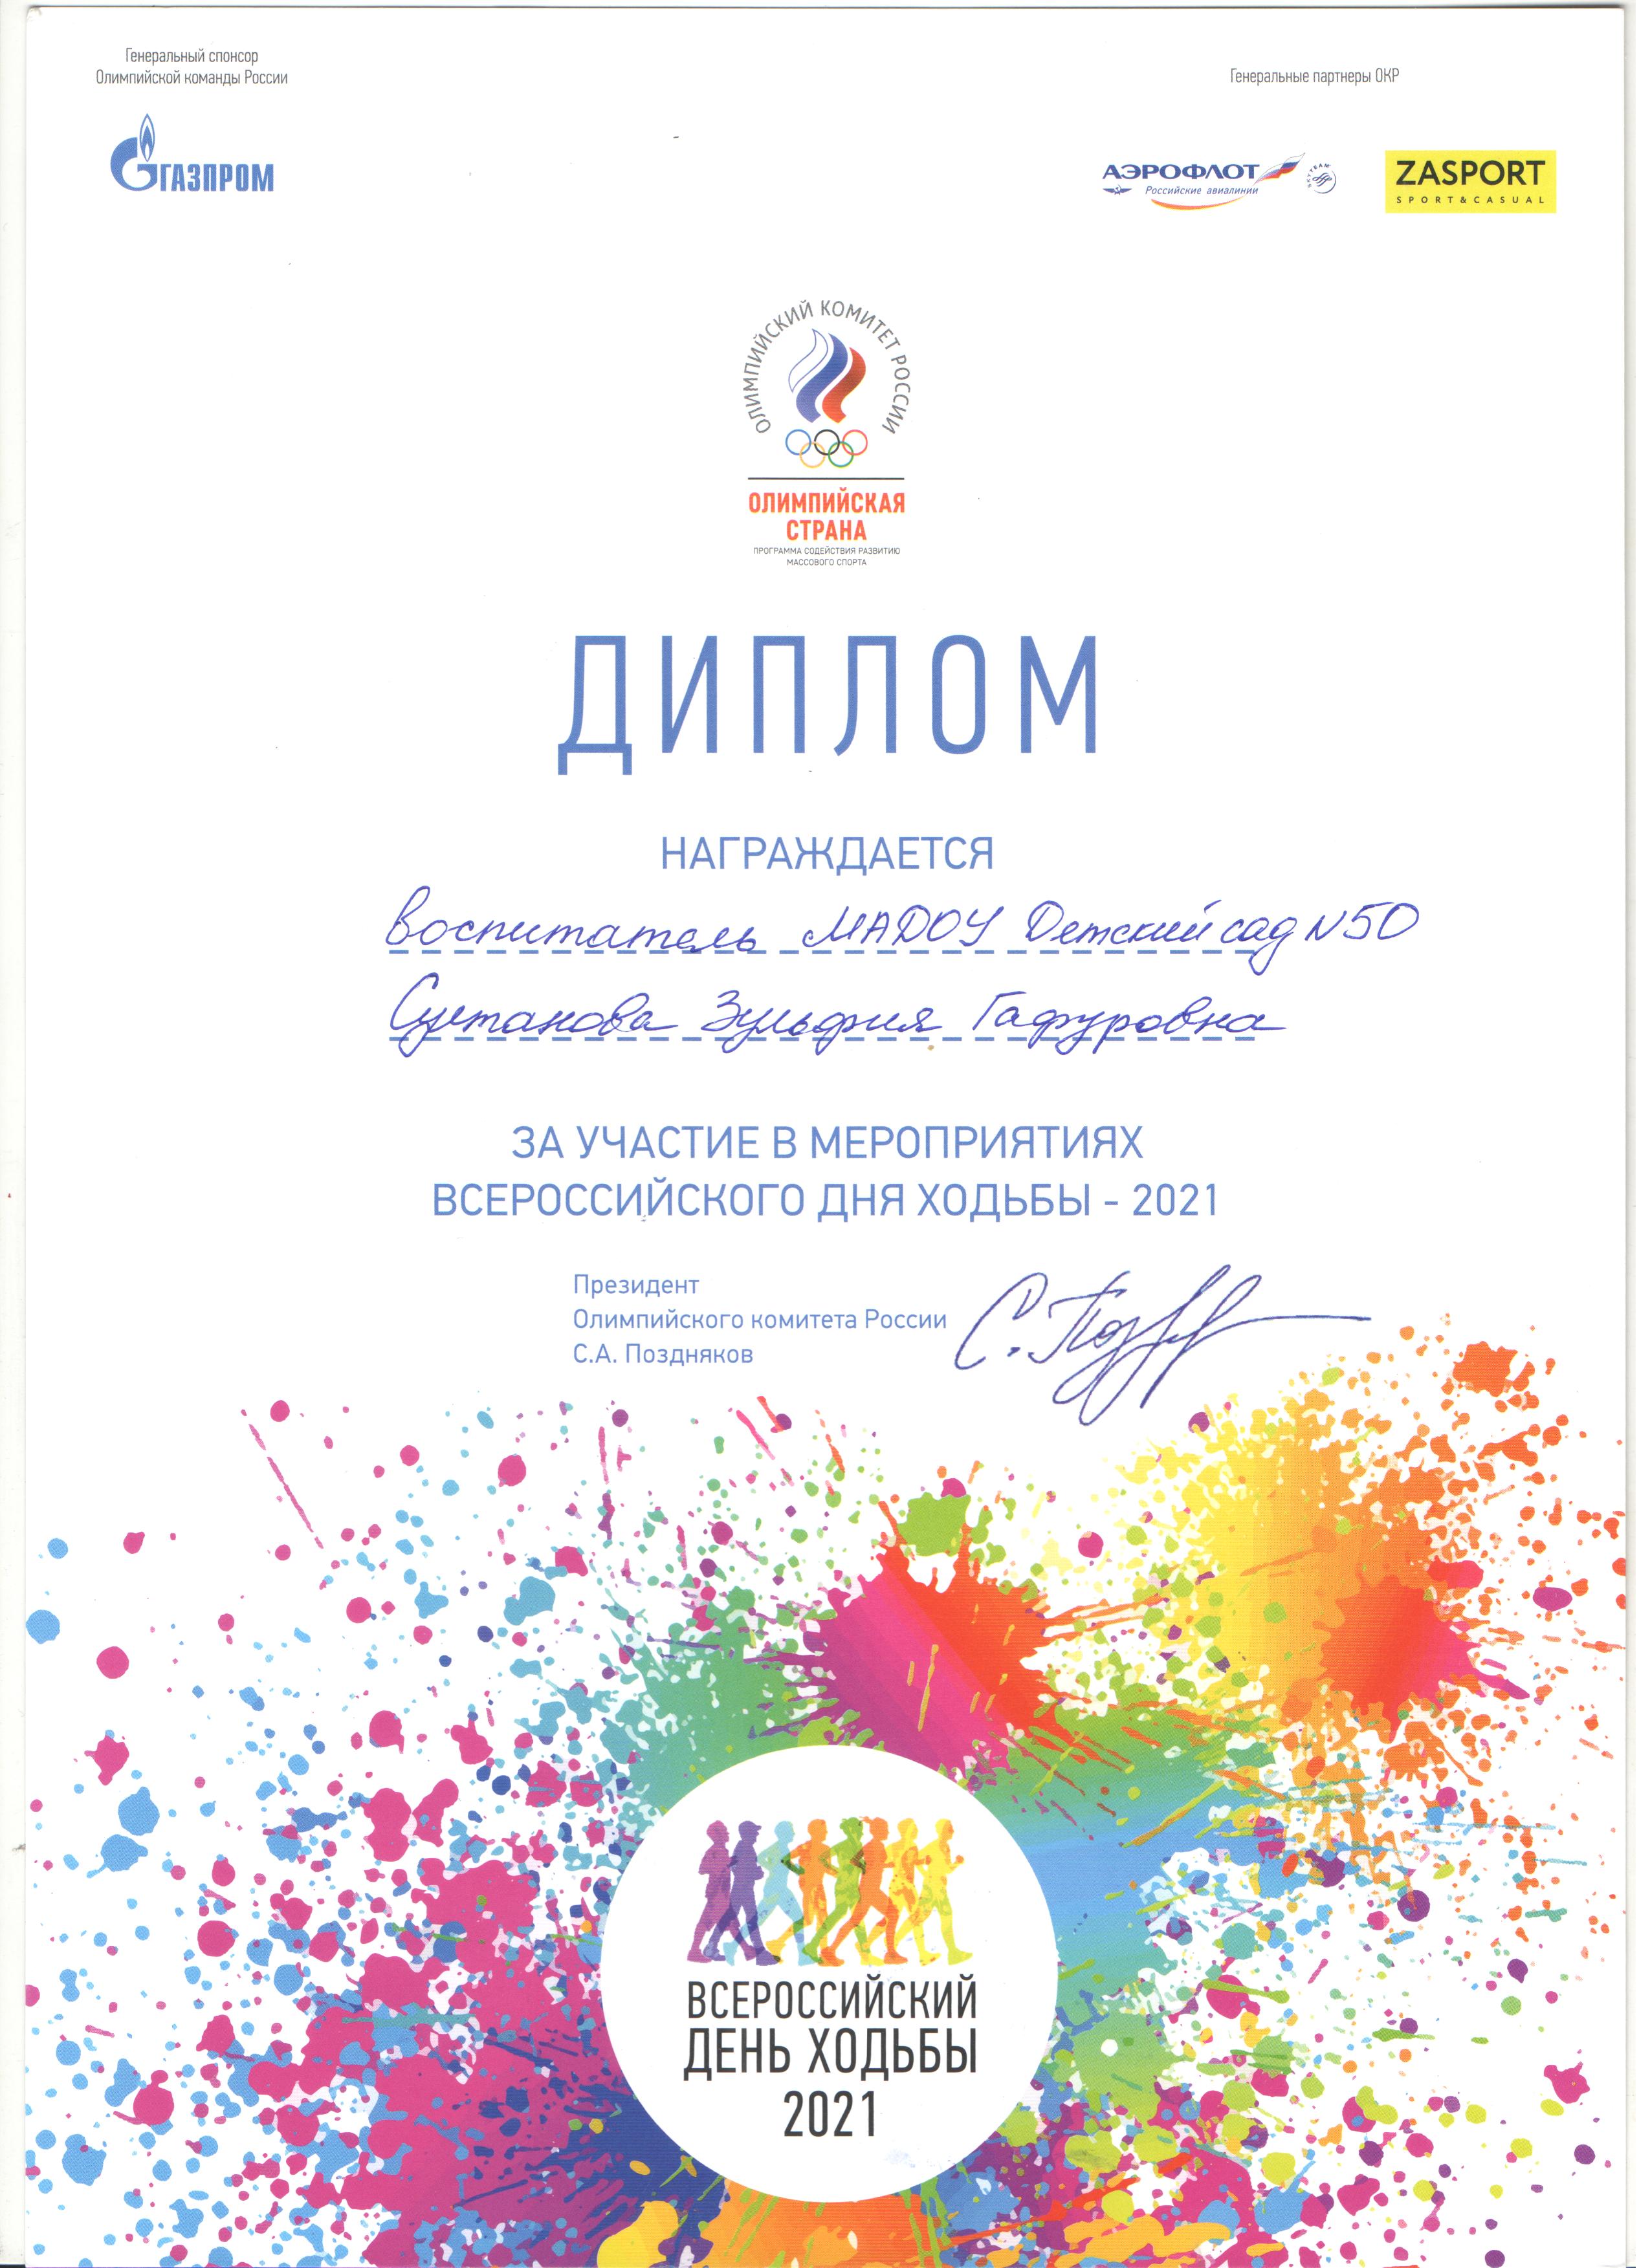 Генеральный спонсор
Олимпийской команды России
ГАЗПРОМ
Генеральные партнеры ОКР
АЭРОФЛОТ
Российские авиалинии
SKYTEAM
ZASPORT
SPORT&CASUAL
ОЛИМПИЙСКИЙ КОМИТЕТ РОССИИ
ОЛИМПИЙСКАЯ
СТРАНА
ПРОГРАММА СОДЕЙСТВИЯ РАЗВИТИЮ
МАССОВОГО СПОРТА
ДИПЛОМ
НАГРАЖДАЕТСЯ
воспитатель МАДОУ Детский сад N50
Султанова Зульфия Гафуровна
ЗА УЧАСТИЕ В МЕРОПРИЯТИЯХ
ВСЕРОССИЙСКОГО ДНЯ ХОДЬБЫ - 2021
Президент
Олимпийского комитета России
С.А. Поздняков
ВСЕРОССИЙСКИЙ
ДЕНЬ ХОДЬБЫ
2021